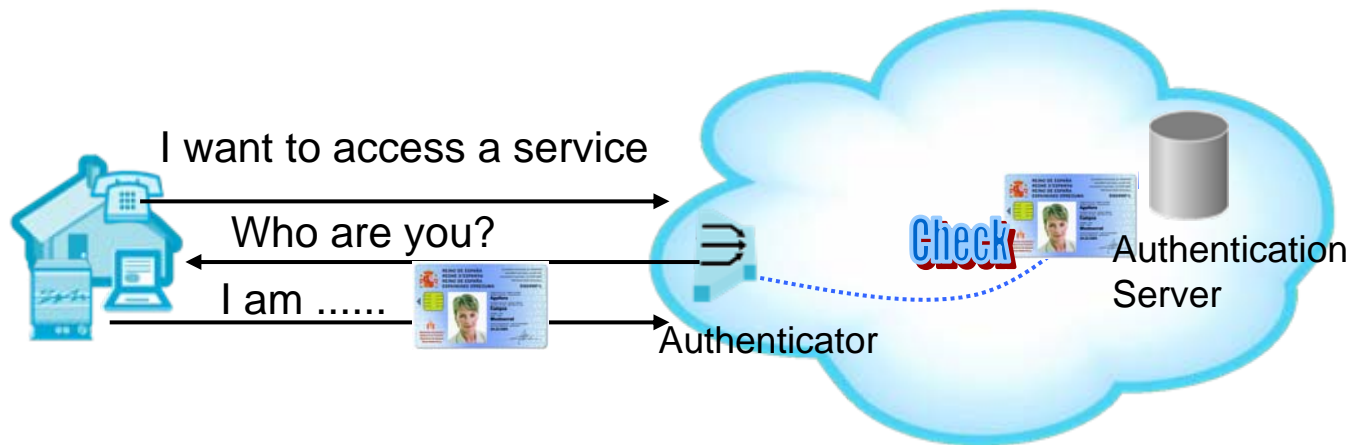 I want to access a service
Who are you?
I am ......
Authenticator
Check
Authentication
Server